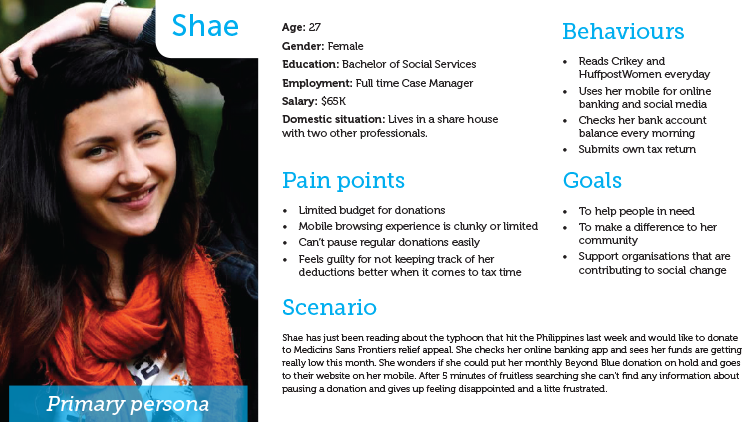 Shae
Primary persona
Age: 27
Gender: Female
Education: Bachelor of Social Services
Employment: Full time Case Manager
Salary: $65K
Domestic situation: Lives in a share house
with two other professionals.
Behaviours
• Reads Crikey and
HuffpostWomen everyday
• Uses her mobile for online
banking and social media
• Checks her bank account
balance every morning
• Submits own tax return
Pain points
• Limited budget for donations
• Mobile browsing experience is clunky or limited
• Can't pause regular donations easily
• Feels guilty for not keeping track of her
deductions better when it comes to tax time
Goals
• To help people in need
• To make a difference to her
community
• Support organisations that are
contributing to social change
Scenario
Shae has just been reading about the typhoon that hit the Philippines last week and would like to donate
to Medicins Sans Frontiers relief appeal. She checks her online banking app and sees her funds are getting
really low this month. She wonders if she could put her monthly Beyond Blue donation on hold and goes
to their website on her mobile. After 5 minutes of fruitless searching she can't find any information about
pausing a donation and gives up feeling disappointed and a litte frustrated.